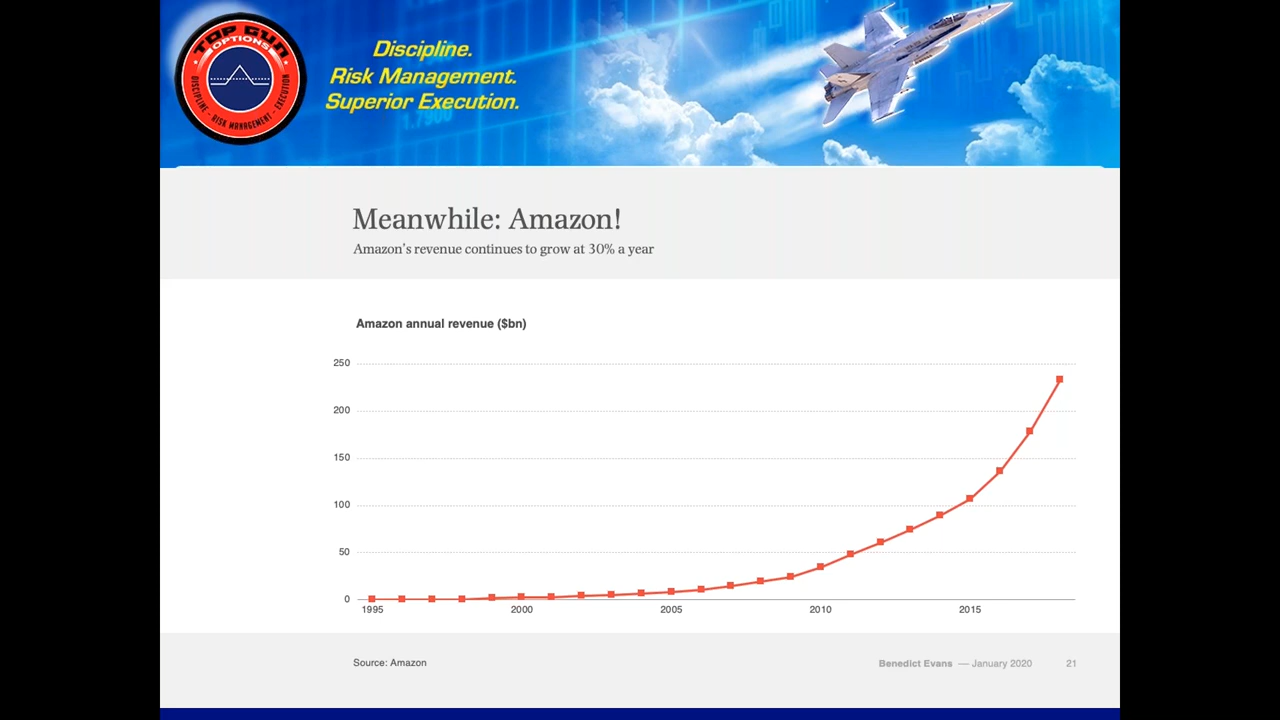 TOP GUN
OPTIONS
DISCIPLINE - RISK MANAGEMENT - EXECUTION
Discipline.
Risk Management.
Superior Execution.
Meanwhile: Amazon!
Amazon's revenue continues to grow at 30% a year
Amazon annual revenue ($bn)
250
200
150
100
50
0
1995
2000
2005
2010
2015
Source: Amazon
Benedict Evans — January 2020
21